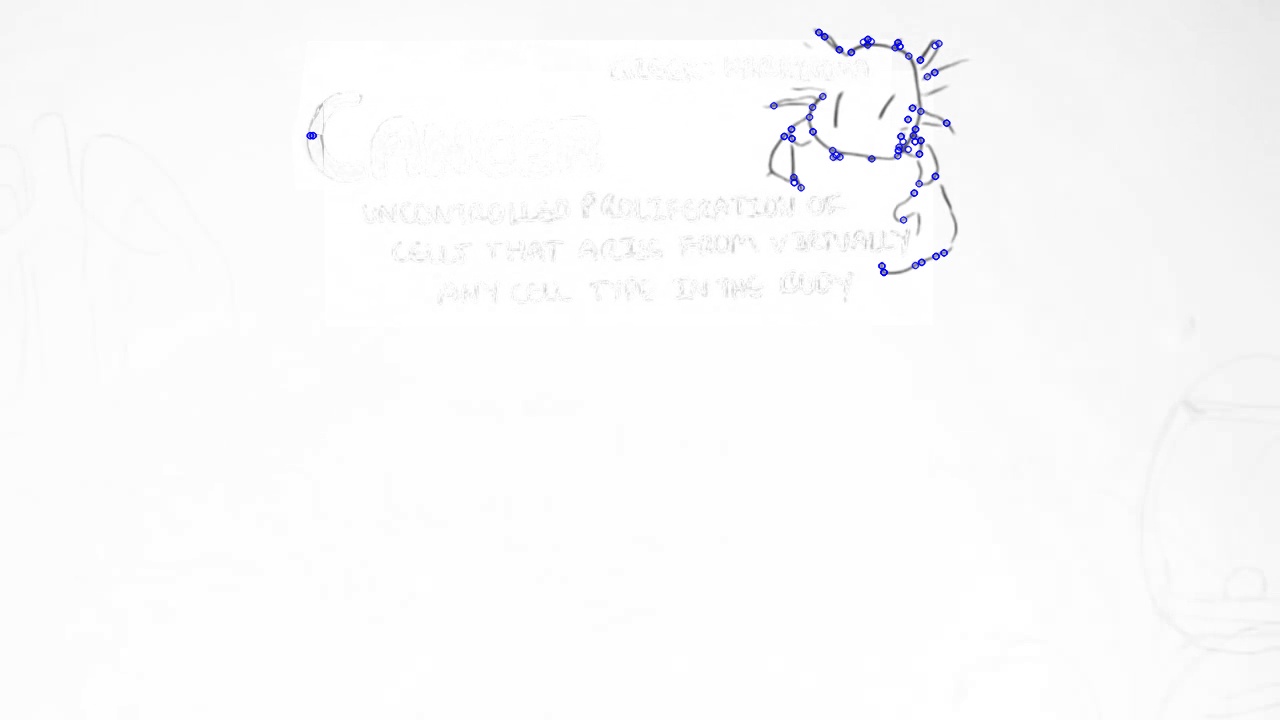 CANCER
UNCONTROLLED PROLIFERATION OF
CELLS THAT ARISE FROM VIRTUALLY
ANY CELL TYPE IN THE BODY